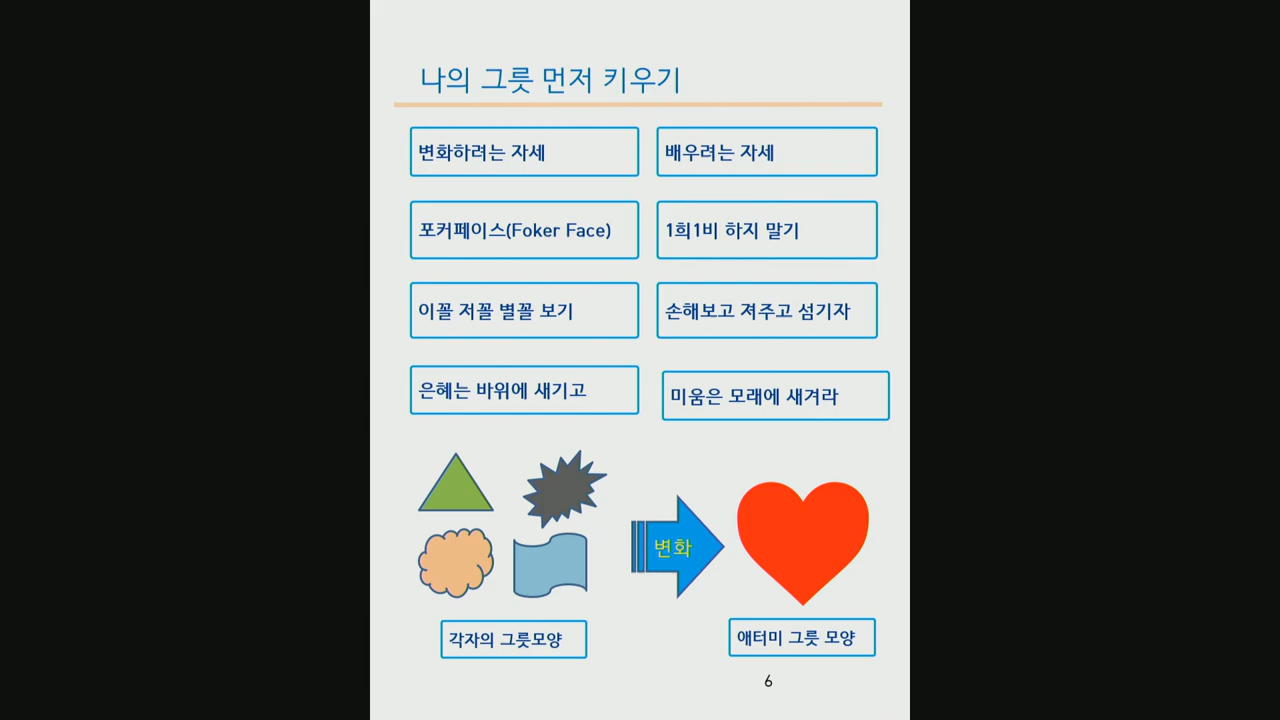 나의 그릇 먼저 키우기
변화하려는 자세
배우려는 자세
포커페이스(Foker Face)
1희1비 하지 말기
이꼴 저꼴 별꼴 보기
손해보고 져주고 섬기자
은혜는 바위에 새기고
미움은 모래에 새겨라
변화
각자의 그릇모양
애터미 그릇 모양
6